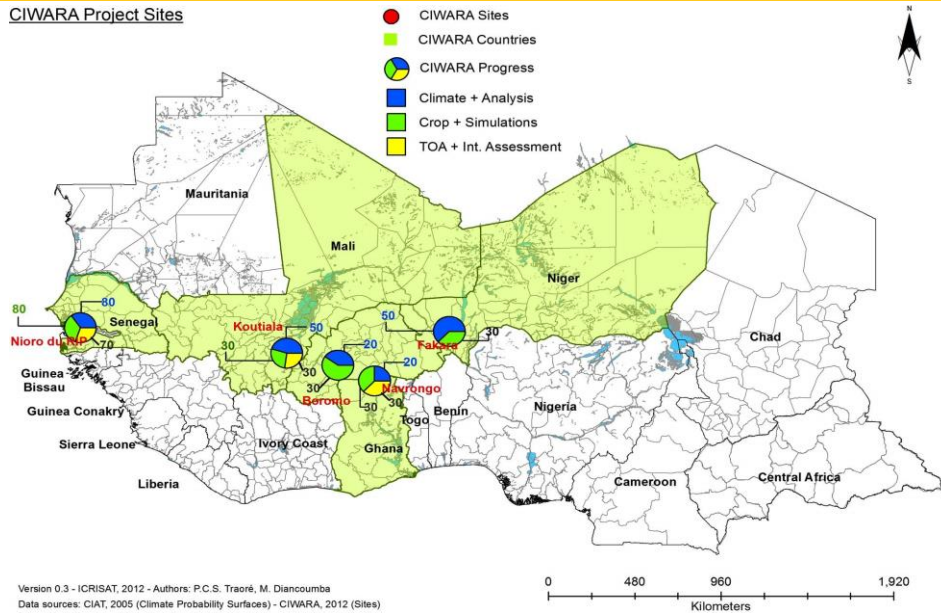 CIWARA Project Sites
CIWARA Sites
CIWARA Countries
CIWARA Progress
Climate + Analysis
Crop + Simulations
TOA + Int. Assessment
N
S
Mauritania
Mali
Niger
Chad
80
80
Senegal
Nioro du RIP
70
Koutiala
50
30
30
20
30
Boromo
20
Navrongo
30
30
50
Fakara
30
Guinea
Bissau
Guinea Conakry
Sierra Leone
Liberia
Ivory Coast
Ghana
Togo
Benin
Nigeria
Cameroon
Central Africa
Version 0.3 - ICRISAT, 2012 - Authors: P.C.S. Traoré, M. Diancoumba
Data sources: CIAT, 2005 (Climate Probability Surfaces) - CIWARA, 2012 (Sites)
0 480 960 1,920
Kilometers